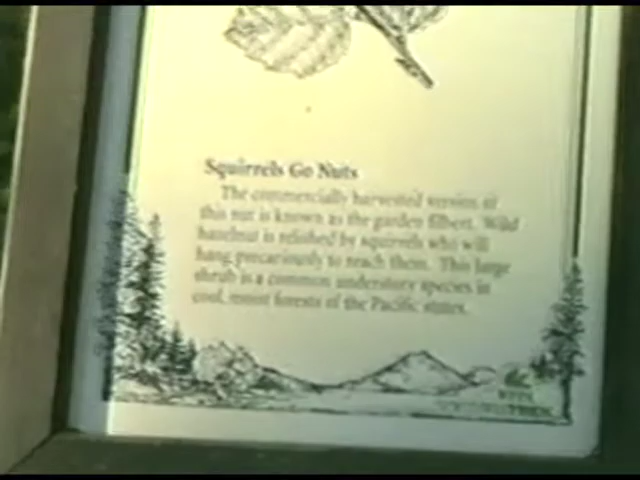 Squirrels Go Nuts
The commercially harvested version of
this nut is known as the garden filbert. Wild
hazelnut is relished by squirrels who will
hang precariously to reach them. This large
shrub is a common understory species in
cool, moist forests of the Pacific states.